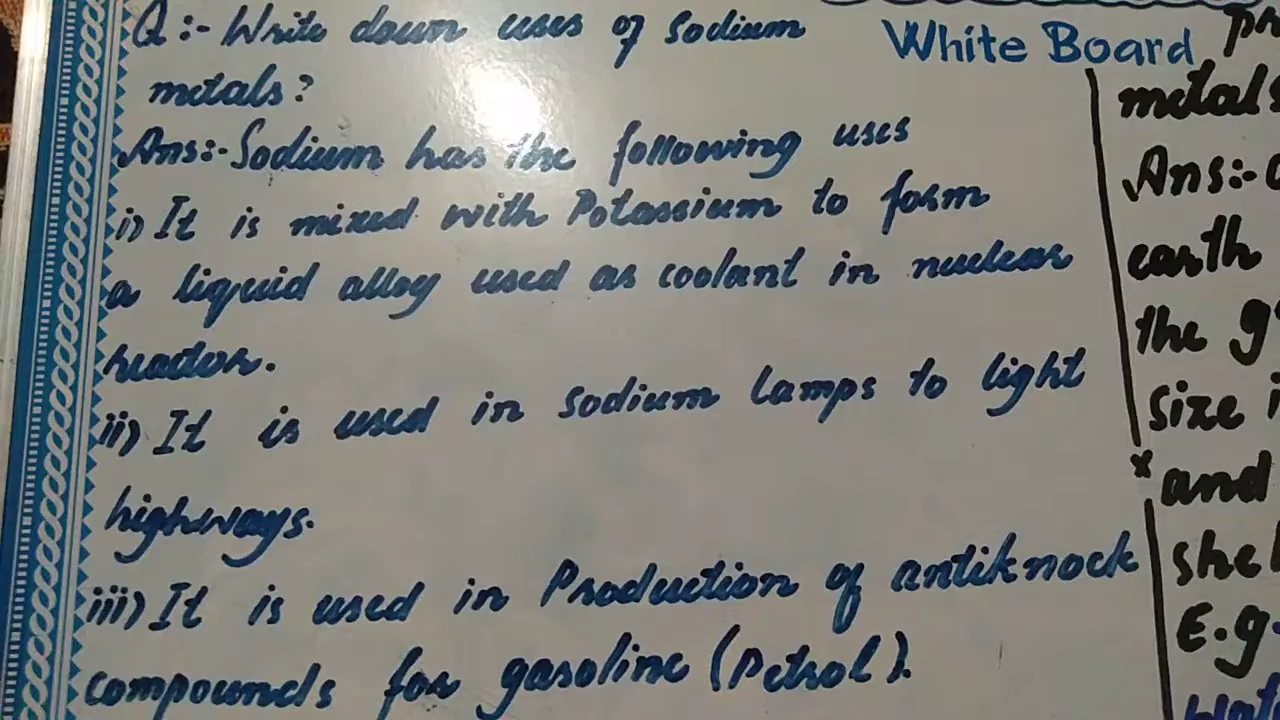 Q:- Write down uses of Sodium
metals?
Ans:- Sodium has the following uses
i) It is mixed with Potassium to form
a liquid alloy used as coolant in nuclear
reactor.
ii) It is used in sodium lamps to light
highways.
iii) It is used in Production of antiknock
compounds for gasoline (Petrol).
White Board
metals
Ans:-
earth
the
Size
and
E.g.